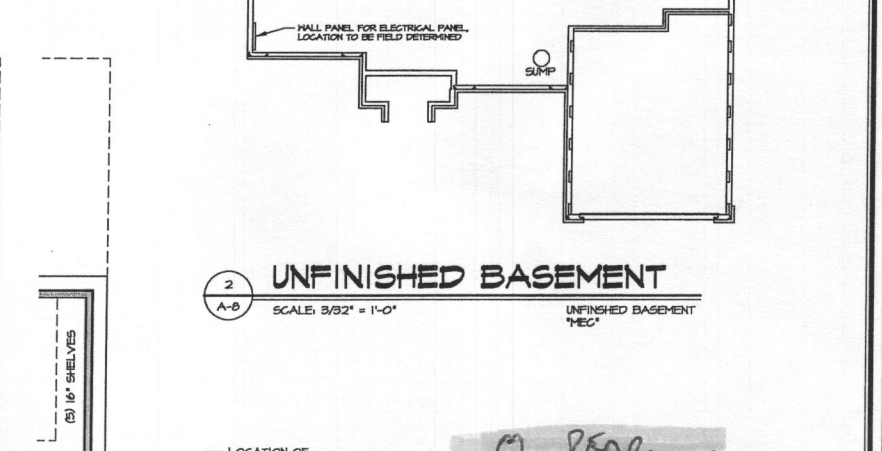 WALL PANEL FOR ELECTRICAL PANEL,
LOCATION TO BE FIELD DETERMINED
SUMP
2
A-8
UNFINISHED BASEMENT
SCALE: 3/32" = 1'-0"
UNFINSHED BASEMENT
"MEC"
(5) 16" SHELVES
LOCATION OF